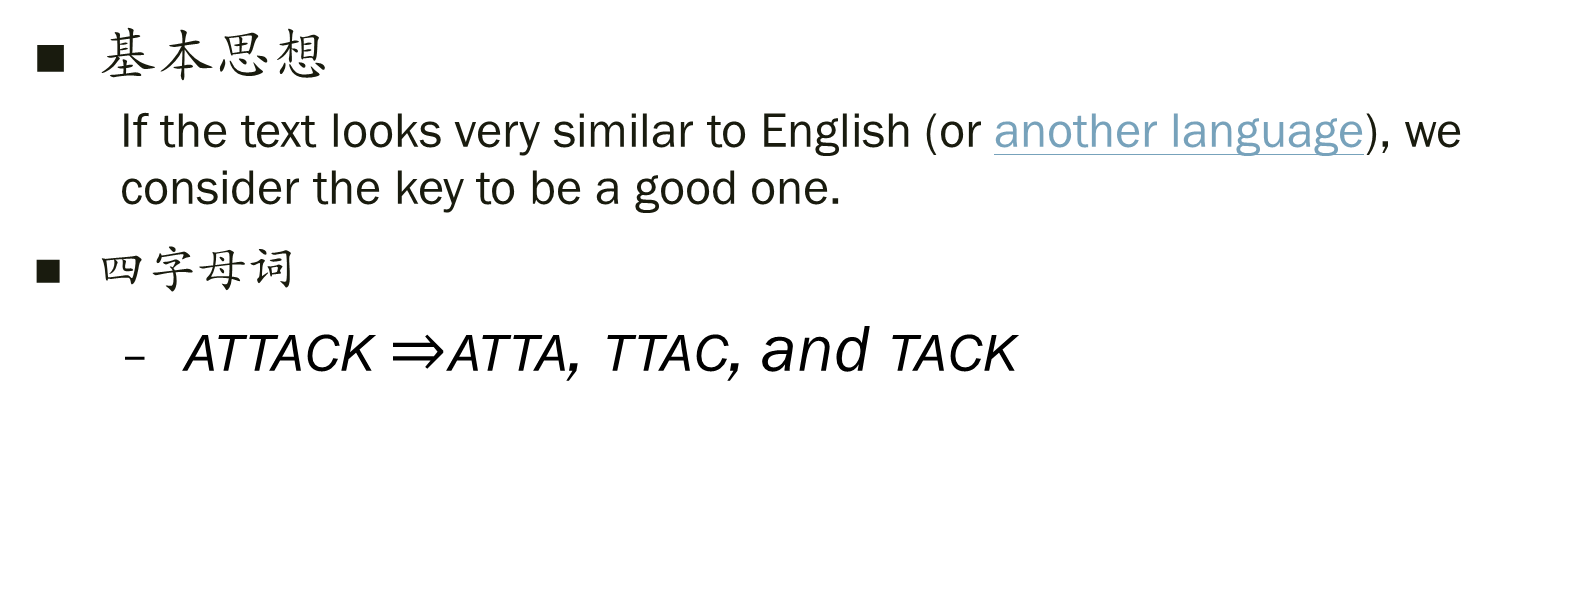 ■ 基本思想
If the text looks very similar to English (or another language), we
consider the key to be a good one.
■ 四字母词
– ATTACK ⇒ATTA, TTAC, and TACK